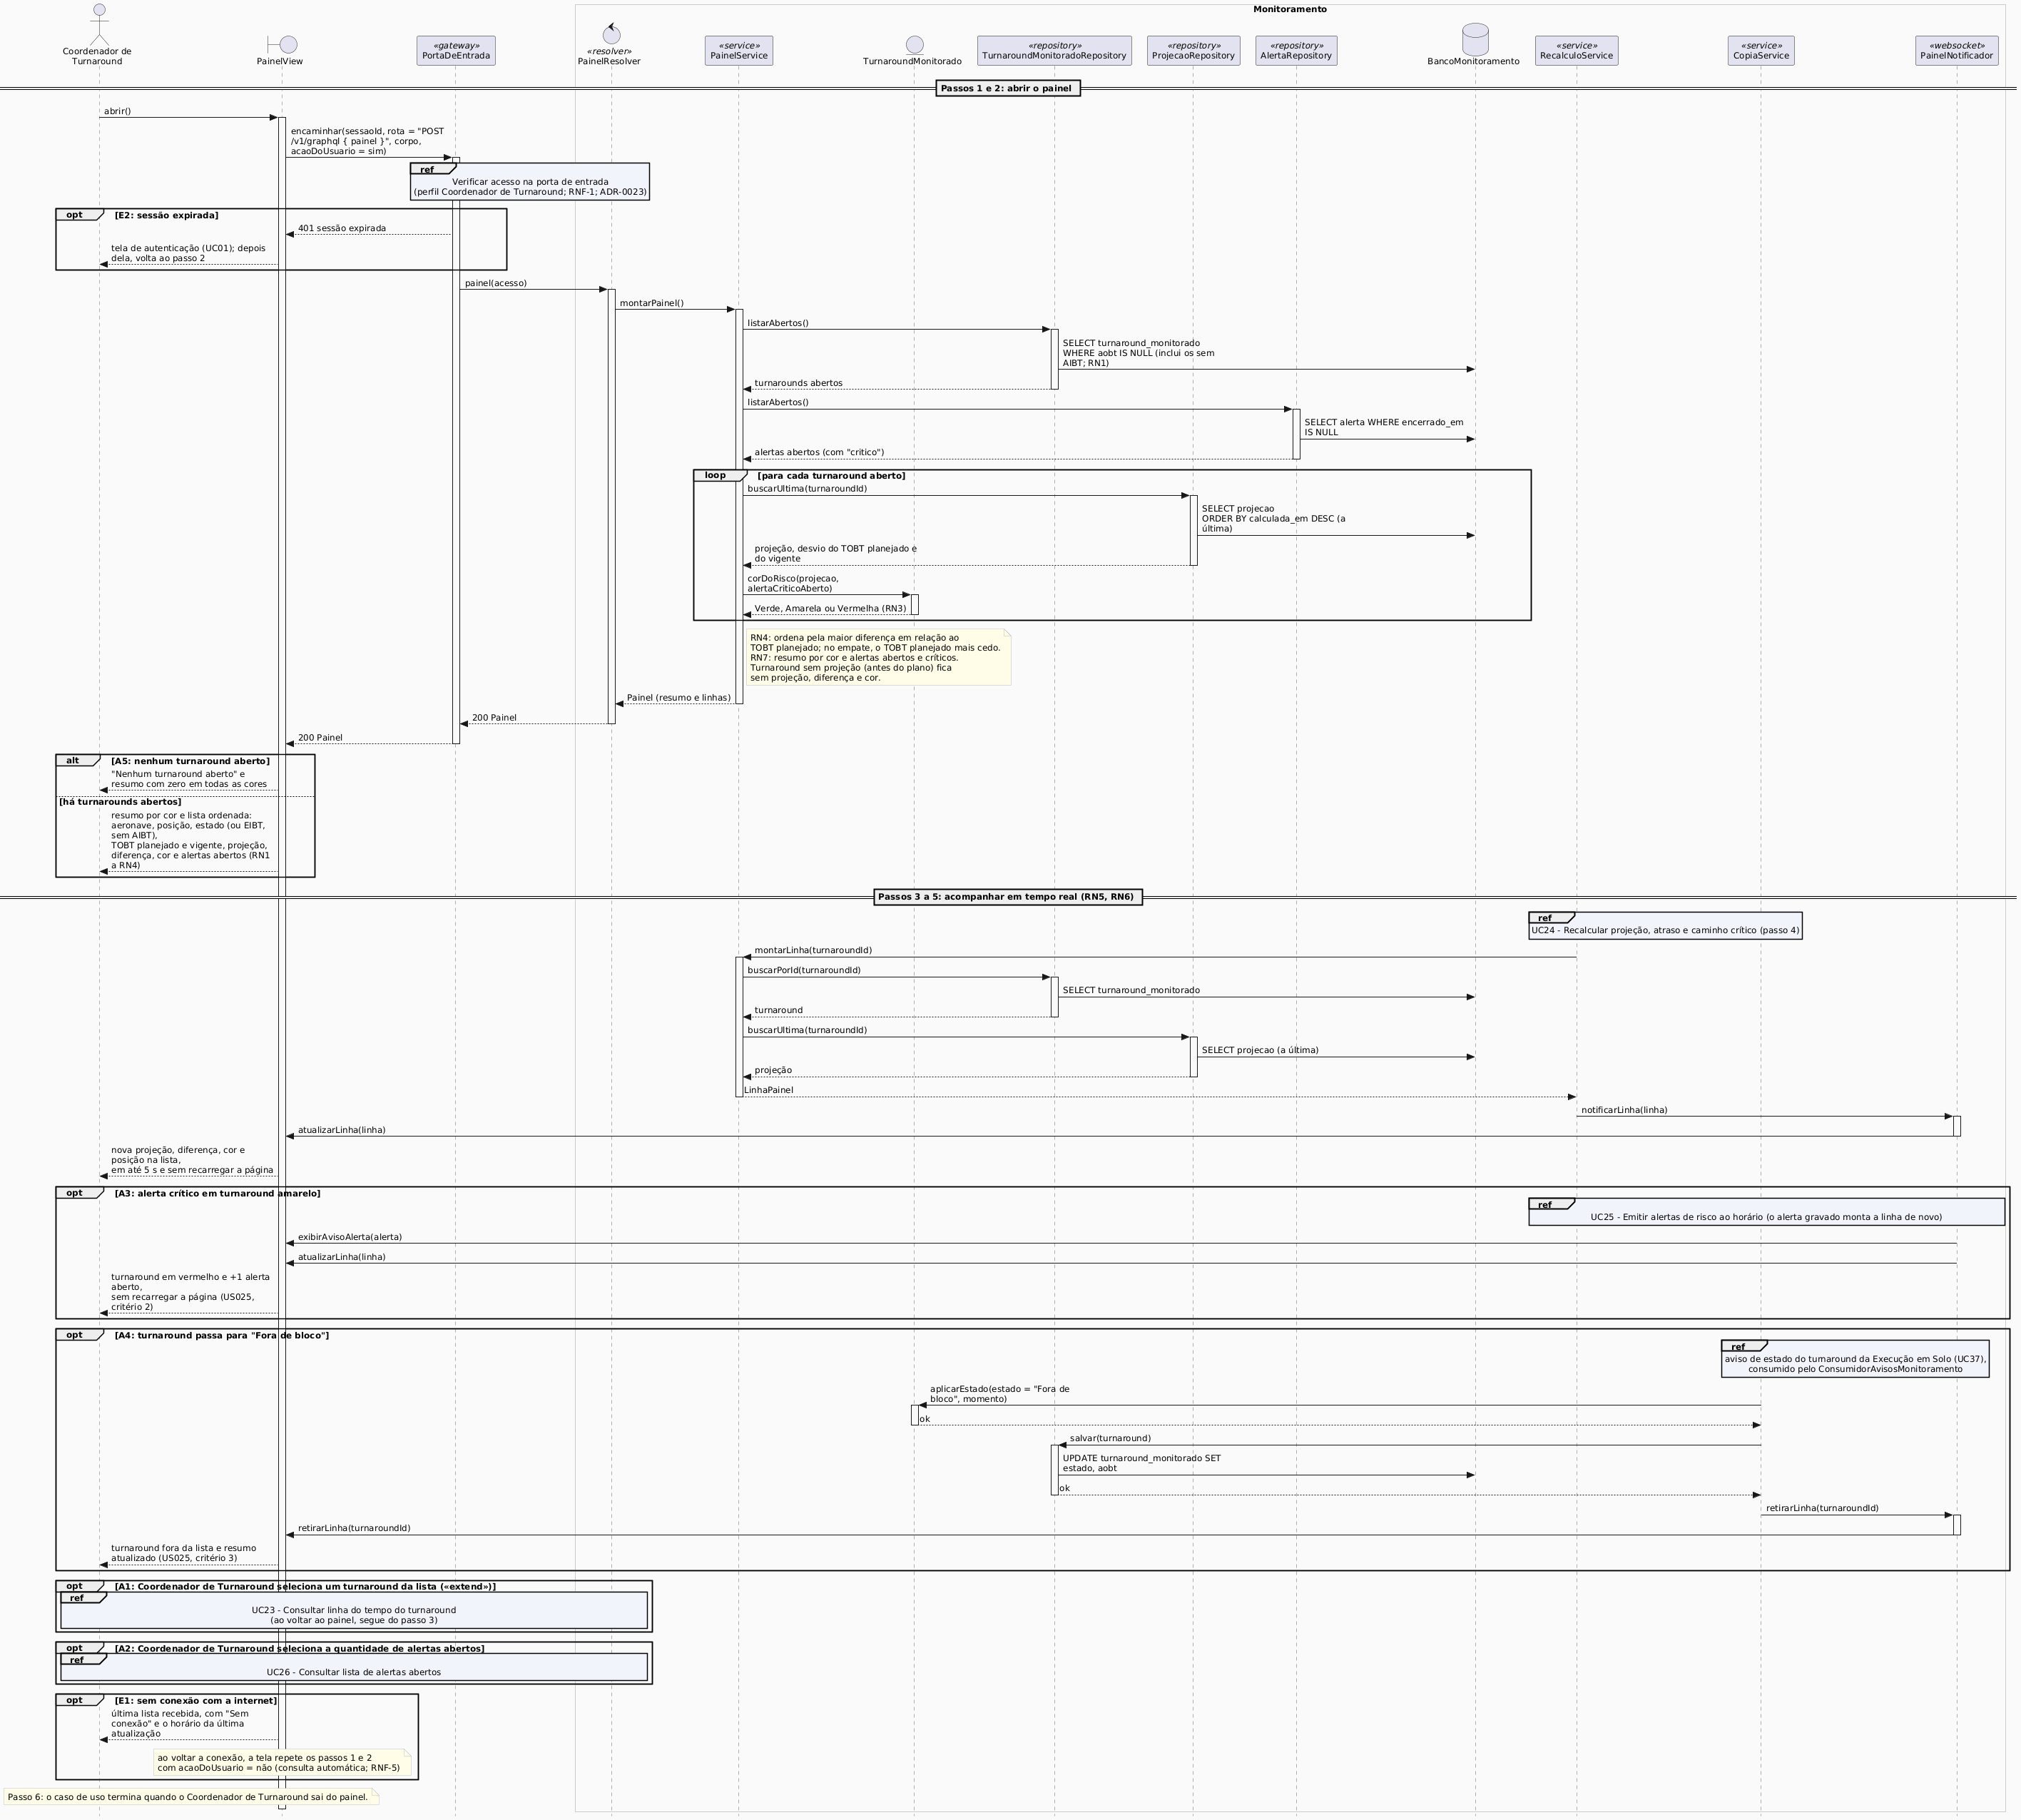 Monitoramento
Coordenador de
Turnaround
PainelView
«gateway»
PortaDeEntrada
«resolver»
PainelResolver
«service»
PainelService
TurnaroundMonitorado
«repository»
TurnaroundMonitoradoRepository
«repository»
ProjecaoRepository
«repository»
AlertaRepository
BancoMonitoramento
«service»
RecalculoService
«service»
CopiaService
«websocket»
PainelNotificador
Passos 1 e 2: abrir o painel
abrir()
encaminhar(sessaoId, rota = "POST
/v1/graphql { painel }", corpo,
acaoDoUsuario = sim)
ref
Verificar acesso na porta de entrada
(perfil Coordenador de Turnaround; RNF-1; ADR-0023)
opt [E2: sessão expirada]
401 sessão expirada
tela de autenticação (UC01); depois
dela, volta ao passo 2
painel(acesso)
montarPainel()
listarAbertos()
SELECT turnaround_monitorado
WHERE aobt IS NULL (inclui os sem
AIBT; RN1)
turnarounds abertos
listarAbertos()
SELECT alerta WHERE encerrado_em
IS NULL
alertas abertos (com "critico")
loop [para cada turnaround aberto]
buscarUltima(turnaroundId)
SELECT projecao
ORDER BY calculada_em DESC (a
última)
projeção, desvio do TOBT planejado e
do vigente
corDoRisco(projecao,
alertaCriticoAberto)
Verde, Amarela ou Vermelha (RN3)
RN4: ordena pela maior diferença em relação ao
TOBT planejado; no empate, o TOBT planejado mais cedo.
RN7: resumo por cor e alertas abertos e críticos.
Turnaround sem projeção (antes do plano) fica
sem projeção, diferença e cor.
Painel (resumo e linhas)
200 Painel
200 Painel
alt [A5: nenhum turnaround aberto]
"Nenhum turnaround aberto" e
resumo com zero em todas as cores
[há turnarounds abertos]
resumo por cor e lista ordenada:
aeronave, posição, estado (ou EIBT,
sem AIBT),
TOBT planejado e vigente, projeção,
diferença, cor e alertas abertos (RN1
a RN4)
Passos 3 a 5: acompanhar em tempo real (RN5, RN6)
ref
UC24 - Recalcular projeção, atraso e caminho crítico (passo 4)
montarLinha(turnaroundId)
buscarPorId(turnaroundId)
SELECT turnaround_monitorado
turnaround
buscarUltima(turnaroundId)
SELECT projecao (a última)
projeção
LinhaPainel
notificarLinha(linha)
atualizarLinha(linha)
nova projeção, diferença, cor e
posição na lista,
em até 5 s e sem recarregar a página
opt [A3: alerta crítico em turnaround amarelo]
ref
UC25 - Emitir alertas de risco ao horário (o alerta gravado monta a linha de novo)
exibirAvisoAlerta(alerta)
atualizarLinha(linha)
turnaround em vermelho e +1 alerta
aberto,
sem recarregar a página (US025,
critério 2)
opt [A4: turnaround passa para "Fora de bloco"]
ref
aviso de estado do turnaround da Execução em Solo (UC37),
consumido pelo ConsumidorAvisosMonitoramento
aplicarEstado(estado = "Fora de
bloco", momento)
ok
salvar(turnaround)
UPDATE turnaround_monitorado SET
estado, aobt
ok
retirarLinha(turnaroundId)
retirarLinha(turnaroundId)
turnaround fora da lista e resumo
atualizado (US025, critério 3)
opt [A1: Coordenador de Turnaround seleciona um turnaround da lista («extend»)]
ref
UC23 - Consultar linha do tempo do turnaround
(ao voltar ao painel, segue do passo 3)
opt [A2: Coordenador de Turnaround seleciona a quantidade de alertas abertos]
ref
UC26 - Consultar lista de alertas abertos
opt [E1: sem conexão com a internet]
última lista recebida, com "Sem
conexão" e o horário da última
atualização
ao voltar a conexão, a tela repete os passos 1 e 2
com acaoDoUsuario = não (consulta automática; RNF-5)
Passo 6: o caso de uso termina quando o Coordenador de Turnaround sai do painel.